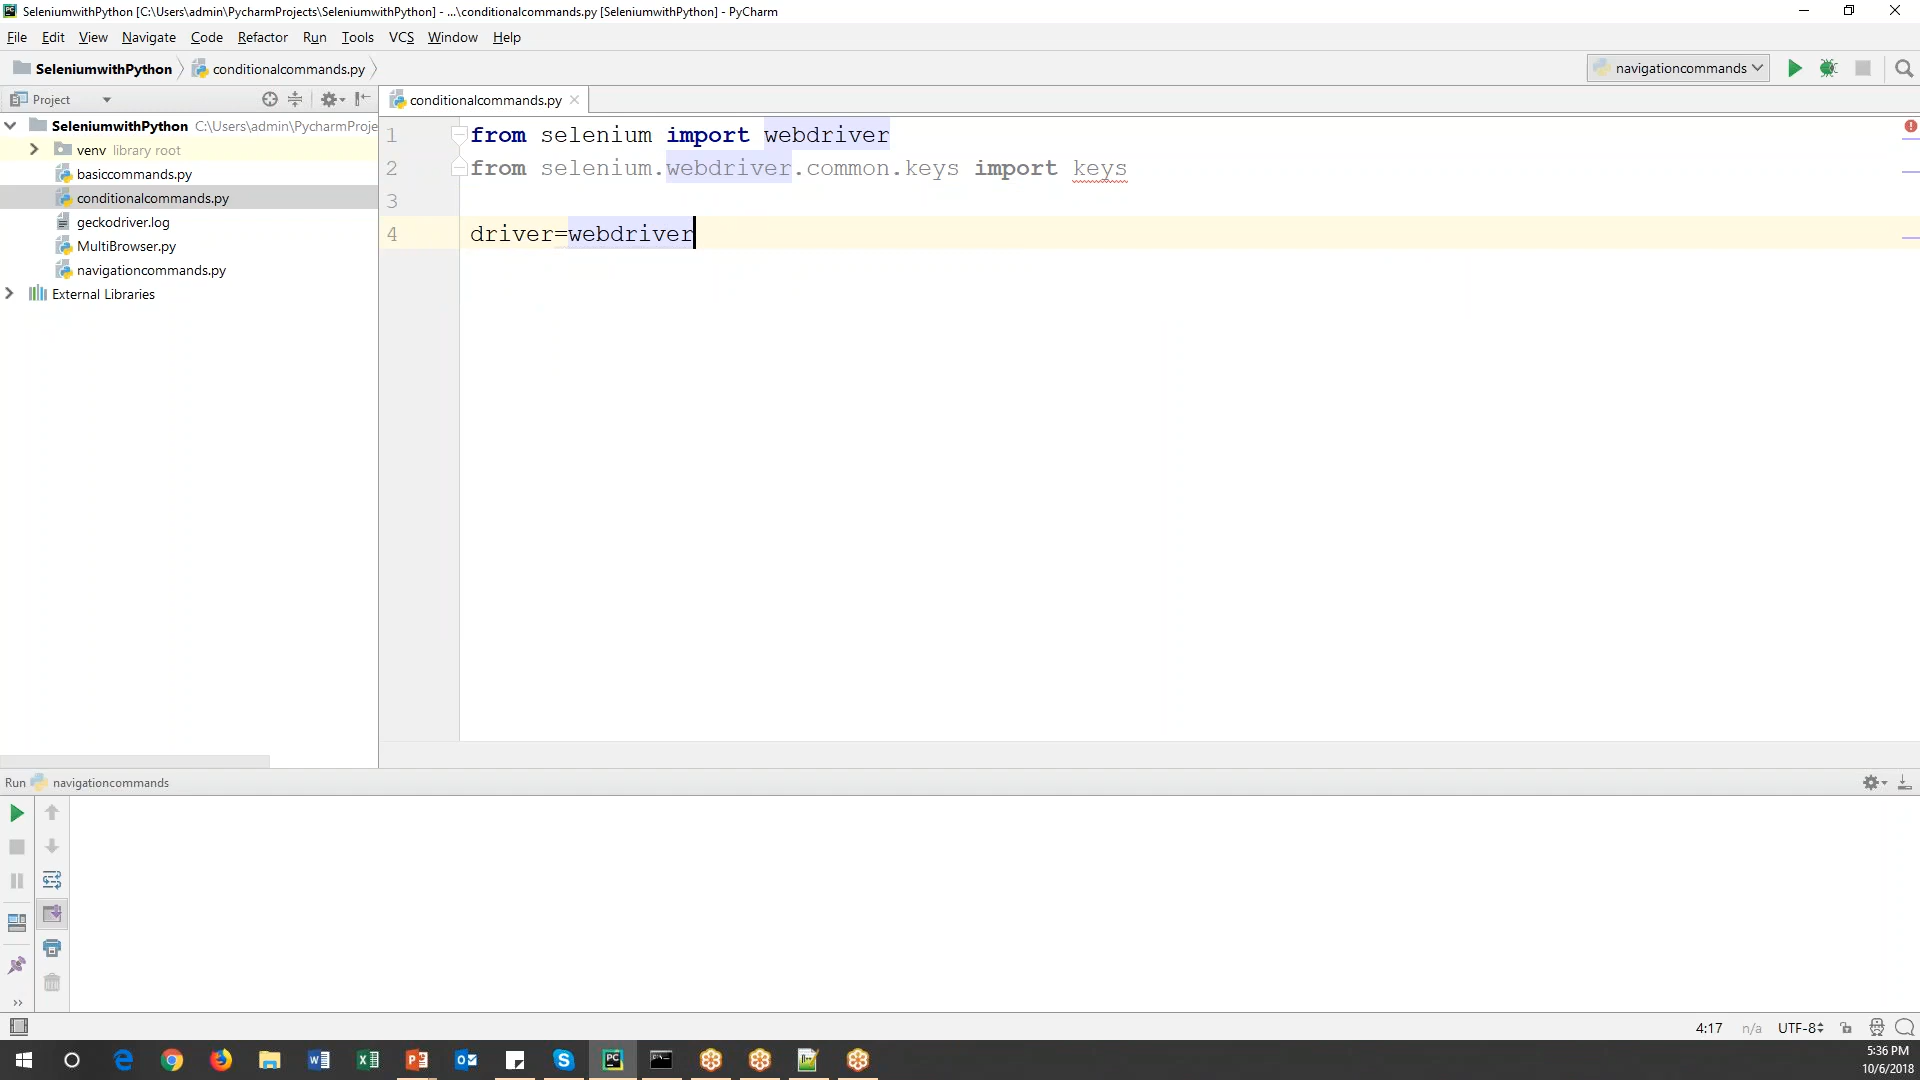 SeleniumwithPython [C:\Users\admin\PycharmProjects\SeleniumwithPython] - ...\conditionalcommands.py [SeleniumwithPython] - PyCharm
File Edit View Navigate Code Refactor Run Tools VCS Window Help
SeleniumwithPython conditionalcommands.py navigationcommands
Project conditionalcommands.py
SeleniumwithPython C:\Users\admin\PycharmProje
venv library root
basiccommands.py
conditionalcommands.py
geckodriver.log
MultiBrowser.py
navigationcommands.py
External Libraries
1 from selenium import webdriver
2 from selenium.webdriver.common.keys import keys
3
4 driver=webdriver
Run navigationcommands
4:17 n/a UTF-8
5:36 PM
10/6/2018